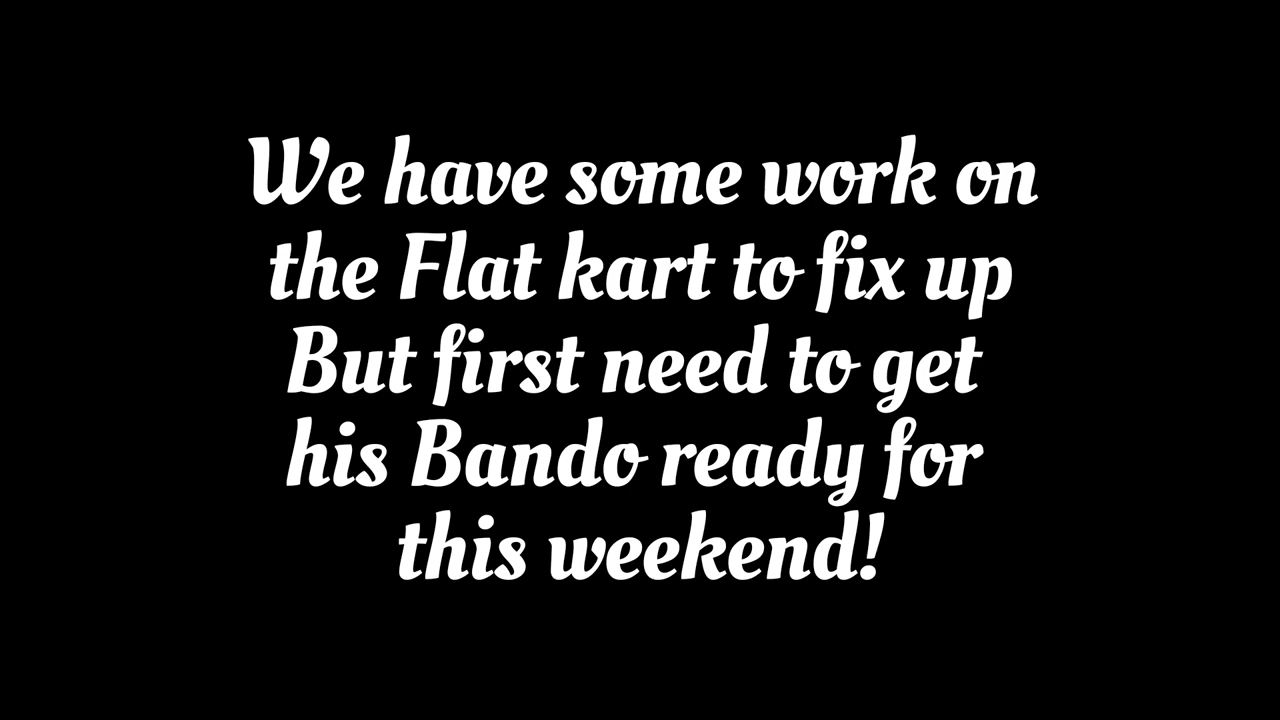 We have some work on
the Flat kart to fix up
But first need to get
his Bando ready for
this weekend!